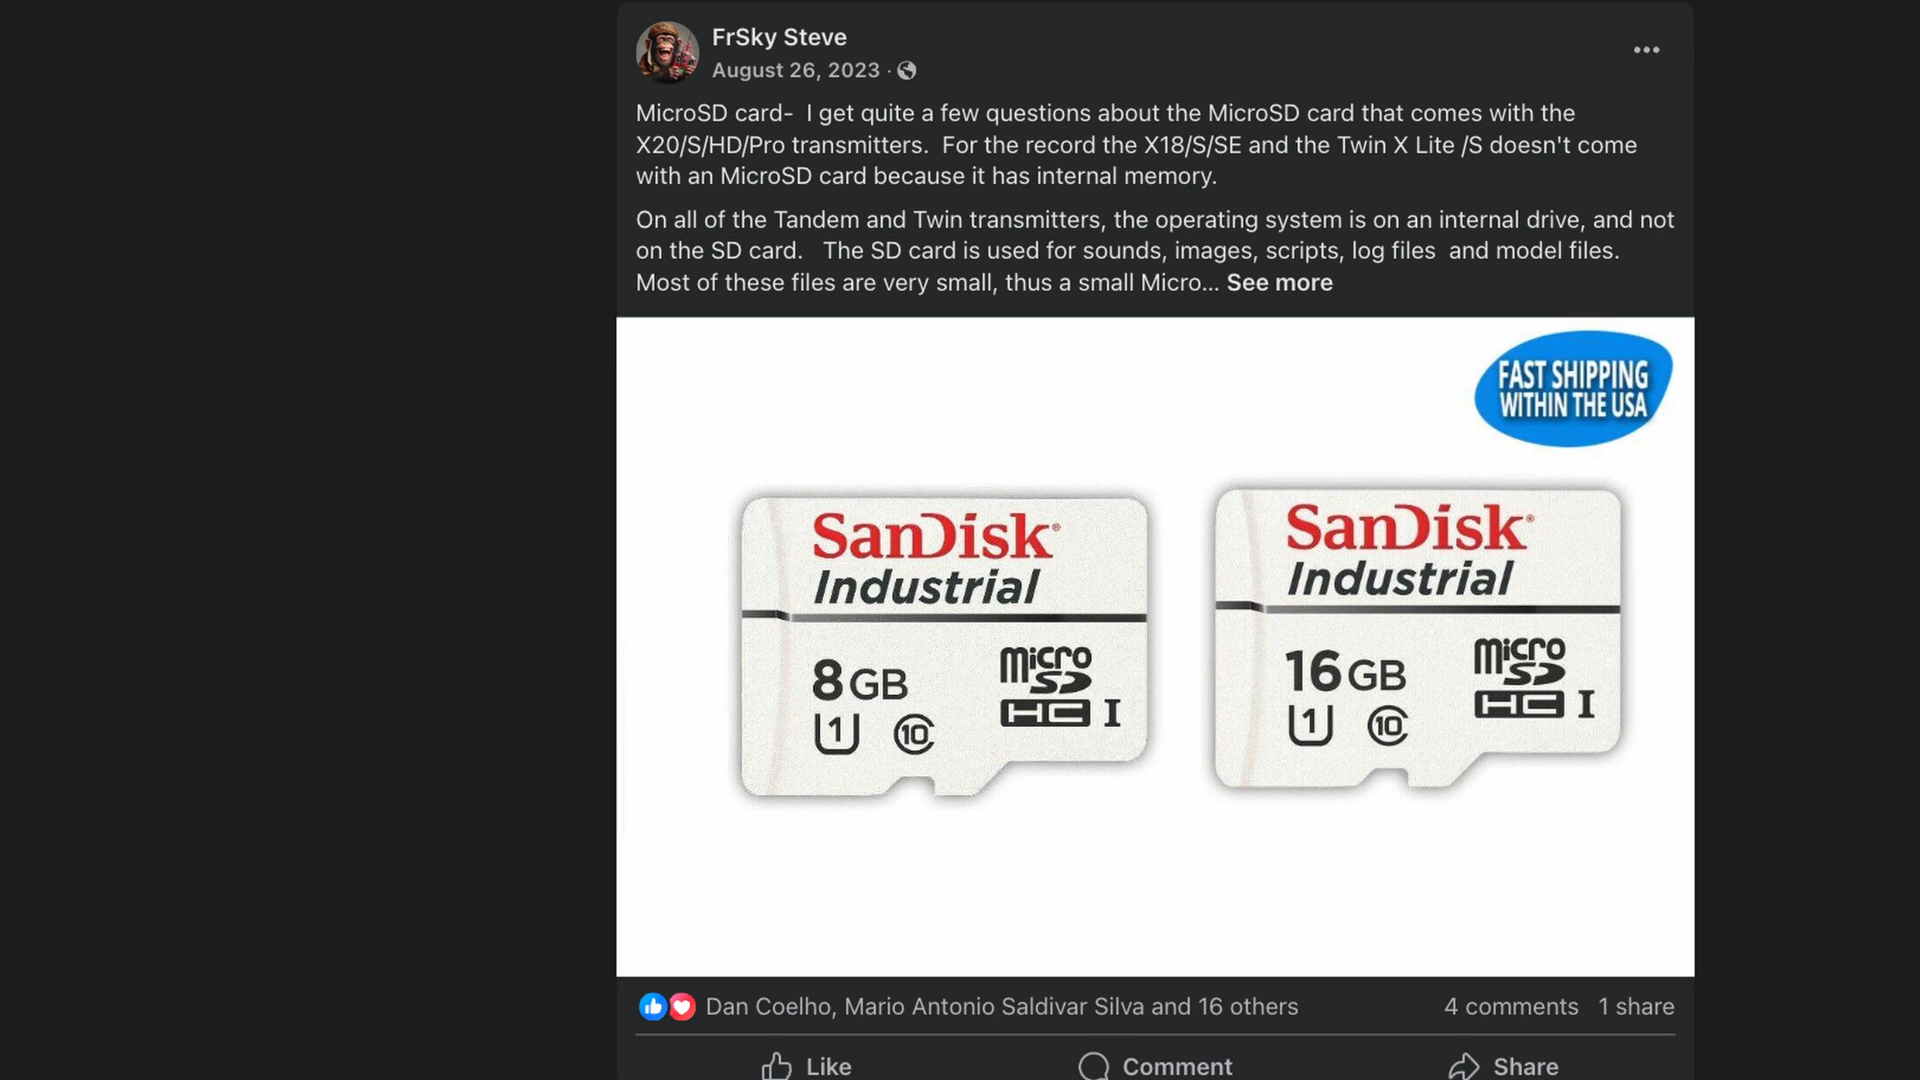 FrSky Steve
August 26, 2023 ·
MicroSD card-  I get quite a few questions about the MicroSD card that comes with the
X20/S/HD/Pro transmitters.  For the record the X18/S/SE and the Twin X Lite /S doesn't come
with an MicroSD card because it has internal memory.
On all of the Tandem and Twin transmitters, the operating system is on an internal drive, and not
on the SD card.   The SD card is used for sounds, images, scripts, log files  and model files.
Most of these files are very small, thus a small Micro... See more
FAST SHIPPING
WITHIN THE USA
SanDisk®
Industrial
8GB
micro
SD
HC I
1 10
SanDisk®
Industrial
16GB
micro
SD
HC I
1 10
Dan Coelho, Mario Antonio Saldivar Silva and 16 others
4 comments 1 share
Like
Comment
Share